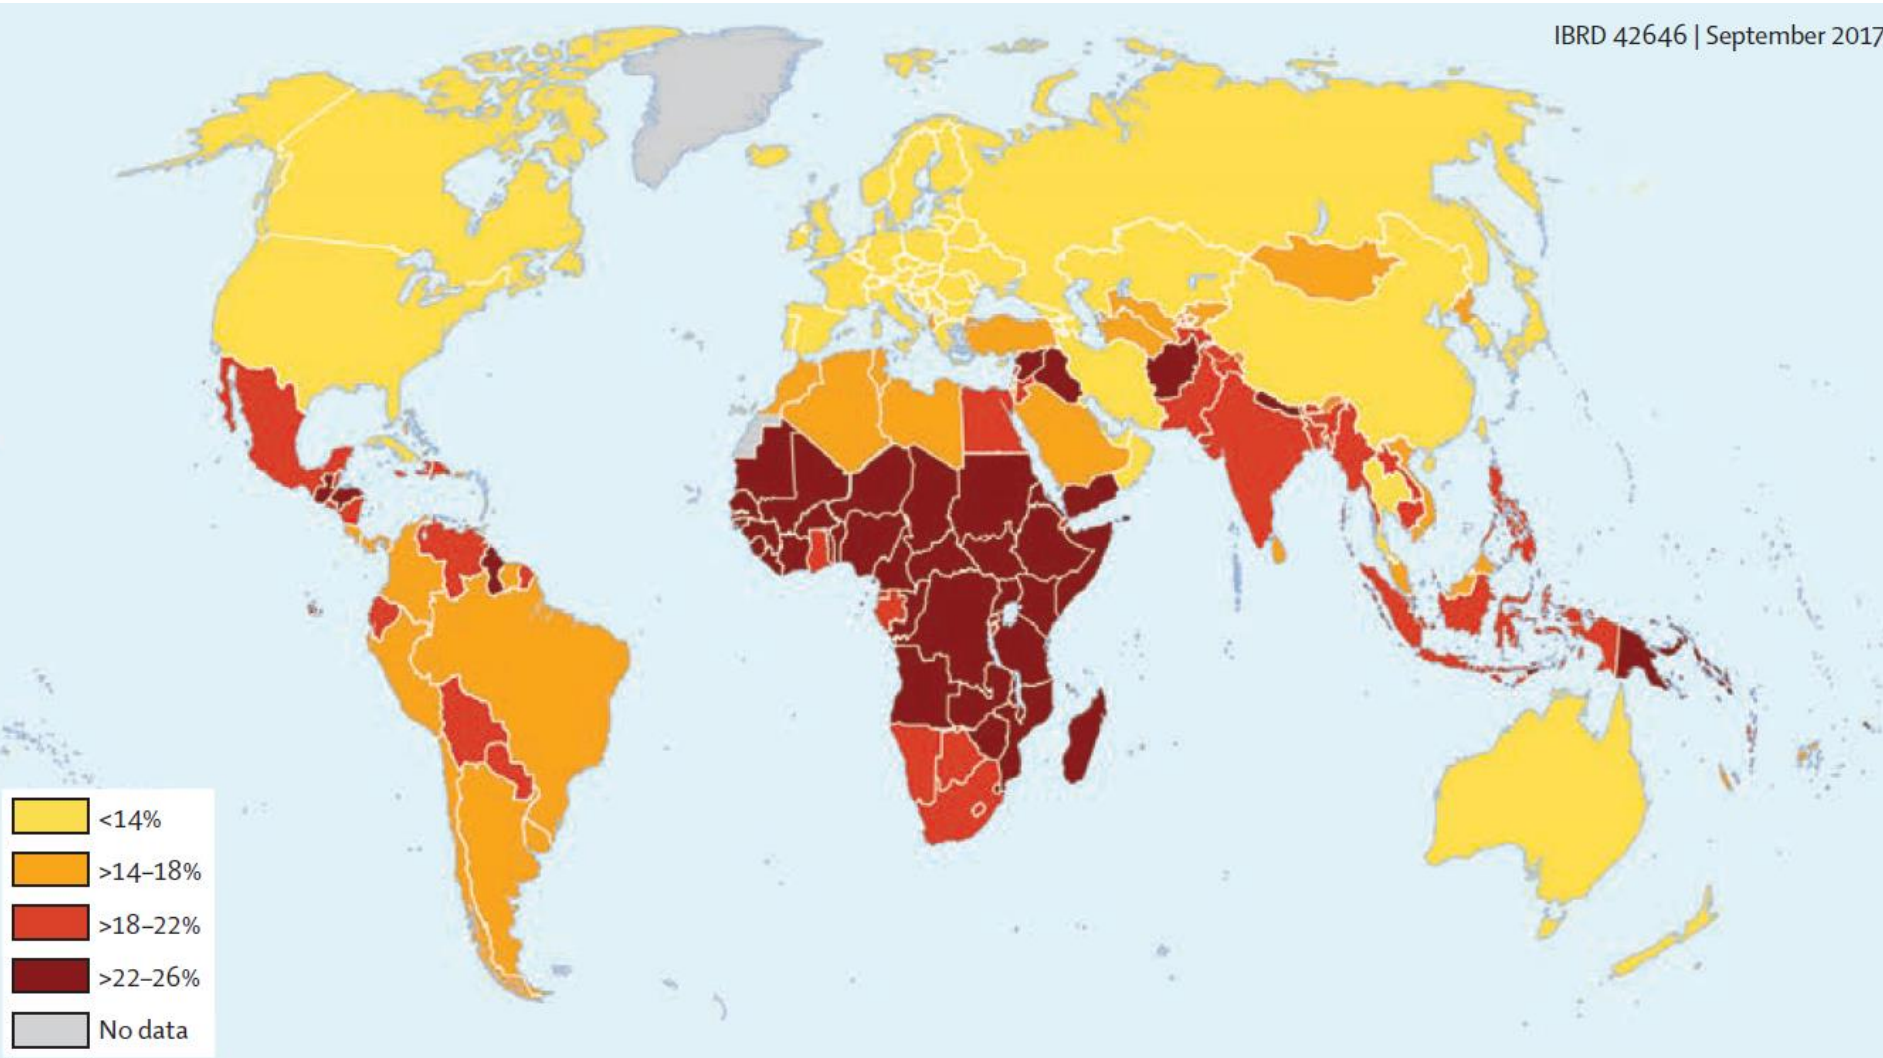 IBRD 42646 | September 2017
<14%
>14–18%
>18–22%
>22–26%
No data